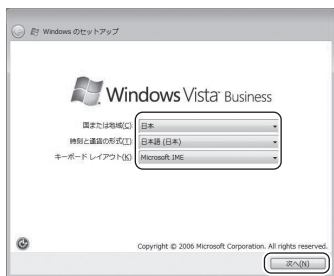 Windows のセットアップ
Windows Vista™ Business
国または地域(C): 日本
時刻と通貨の形式(T): 日本語 (日本)
キーボード レイアウト(K): Microsoft IME
Copyright © 2006 Microsoft Corporation. All rights reserved.
次へ(N)